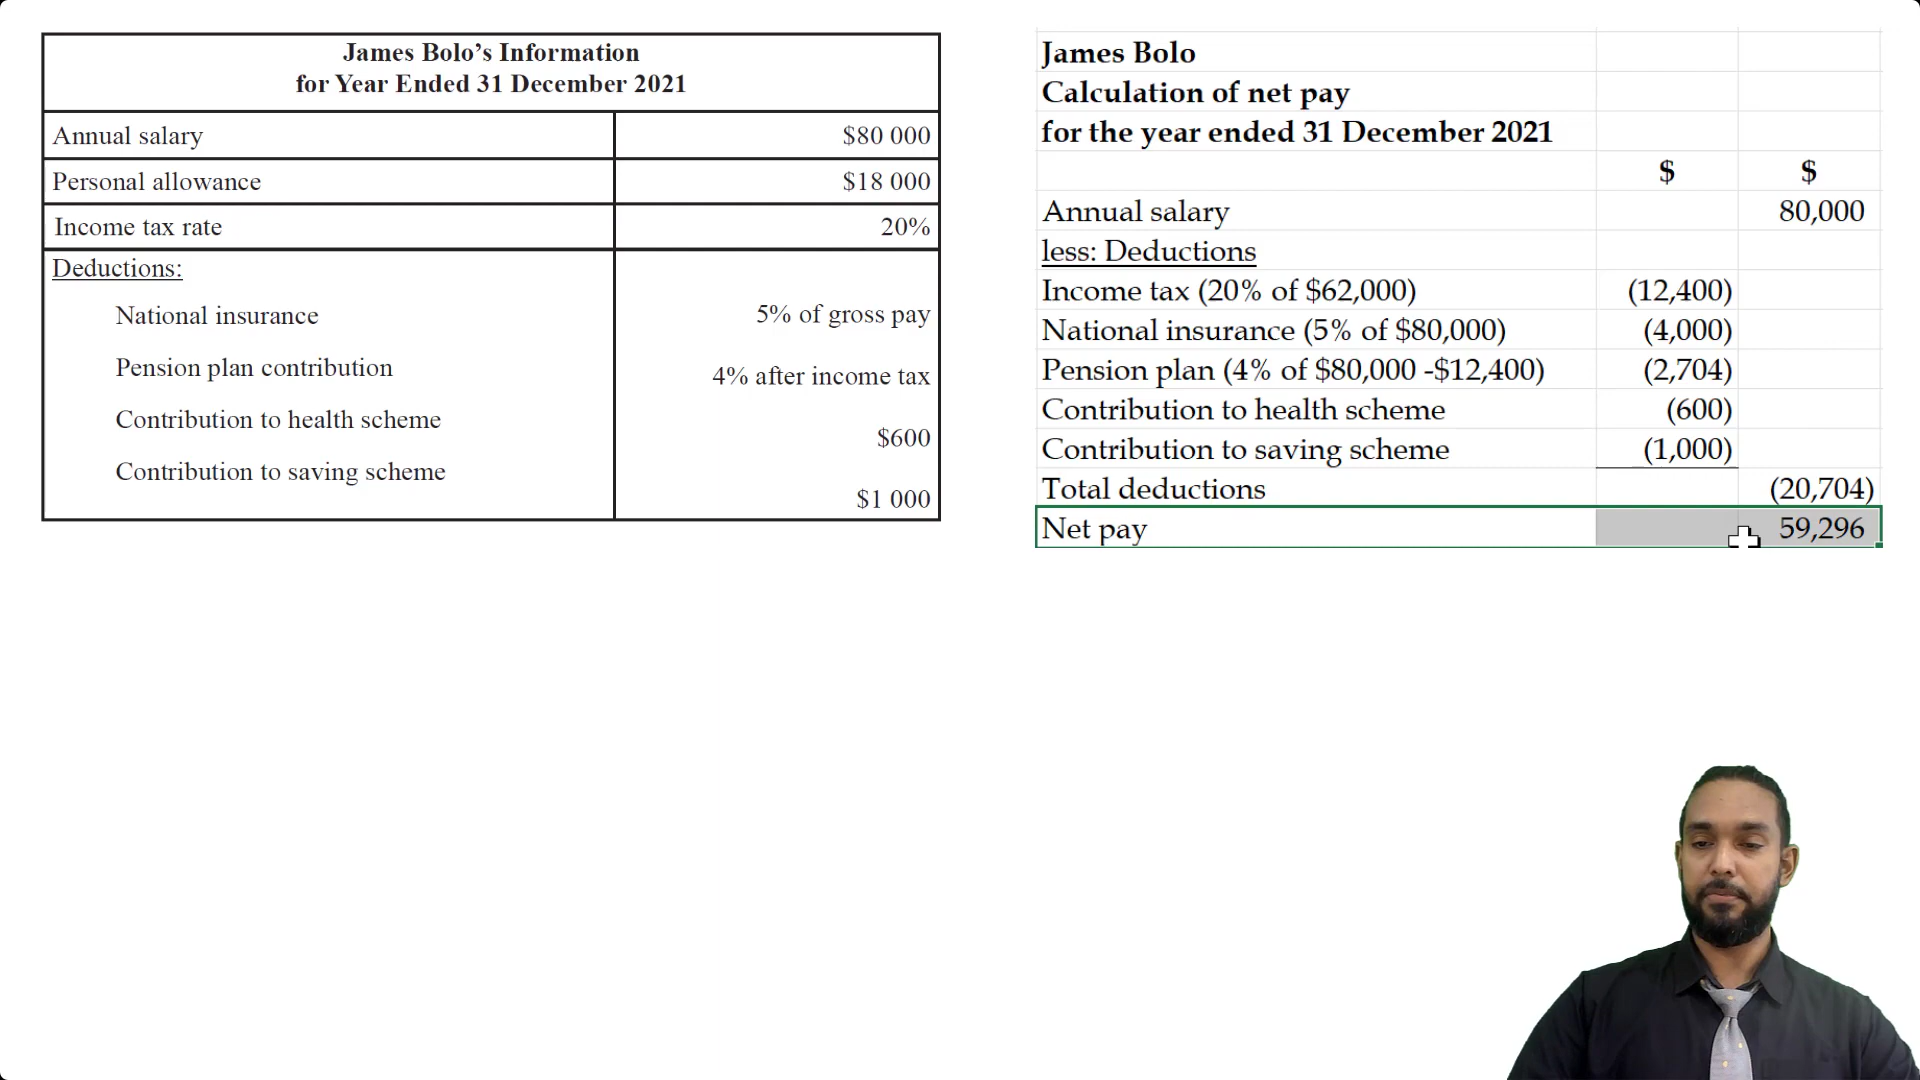 James Bolo’s Information
for Year Ended 31 December 2021
Annual salary $80 000
Personal allowance $18 000
Income tax rate 20%
Deductions:
National insurance 5% of gross pay
Pension plan contribution 4% after income tax
Contribution to health scheme $600
Contribution to saving scheme $1 000
James Bolo
Calculation of net pay
for the year ended 31 December 2021
$ $
Annual salary 80,000
less: Deductions
Income tax (20% of $62,000) (12,400)
National insurance (5% of $80,000) (4,000)
Pension plan (4% of $80,000 -$12,400) (2,704)
Contribution to health scheme (600)
Contribution to saving scheme (1,000)
Total deductions (20,704)
Net pay 59,296